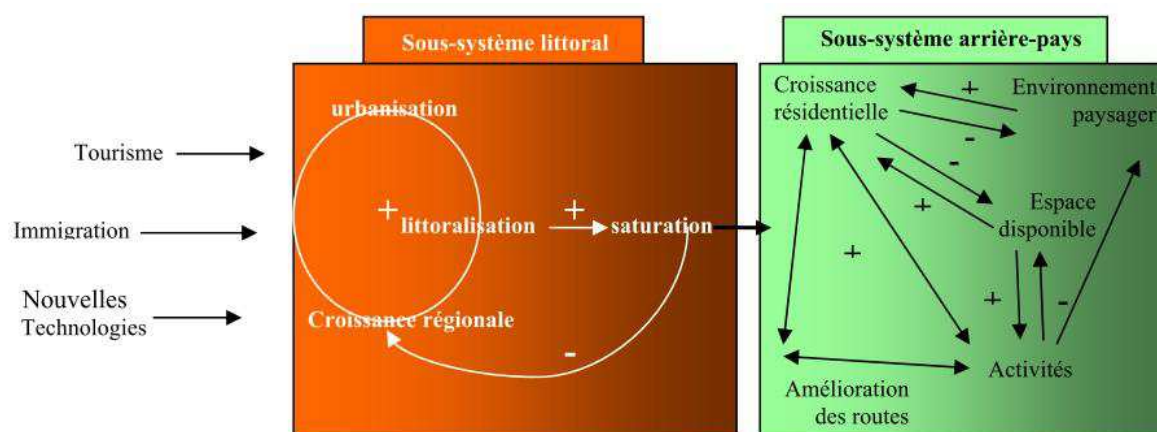 Sous-système littoral
Sous-système arrière-pays
Tourisme
Immigration
Nouvelles
Technologies
urbanisation
+
littoralisation
+
saturation
Croissance régionale
-
Croissance
résidentielle
+
-
Environnement
paysager
-
+
Espace
disponible
+
+
-
Activités
Amélioration
des routes